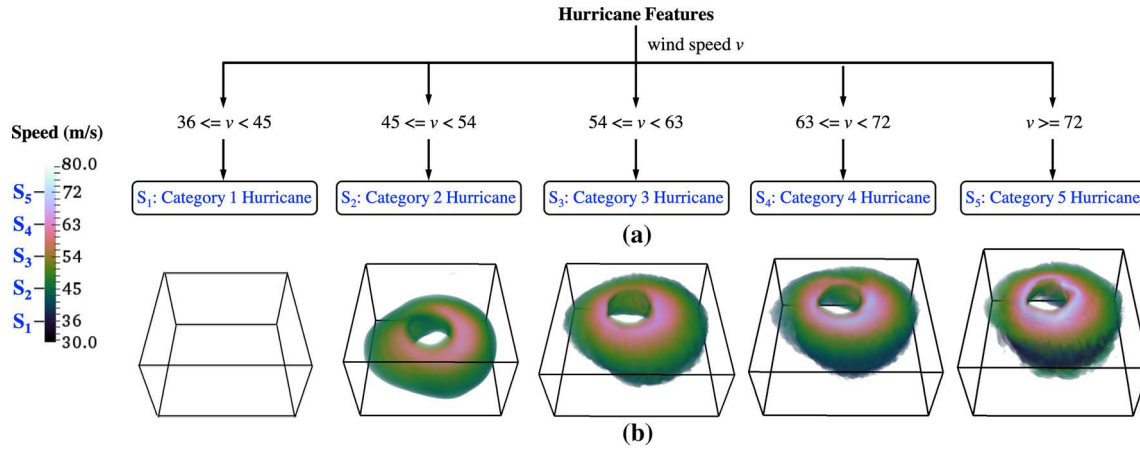 Hurricane Features
wind speed v
36 <= v < 45
45 <= v < 54
54 <= v < 63
63 <= v < 72
v >= 72
S₁: Category 1 Hurricane
S₂: Category 2 Hurricane
S₃: Category 3 Hurricane
S₄: Category 4 Hurricane
S₅: Category 5 Hurricane
(a)
Speed (m/s)
80.0
S₅ 72
S₄ 63
S₃ 54
S₂ 45
S₁ 36
30.0
(b)